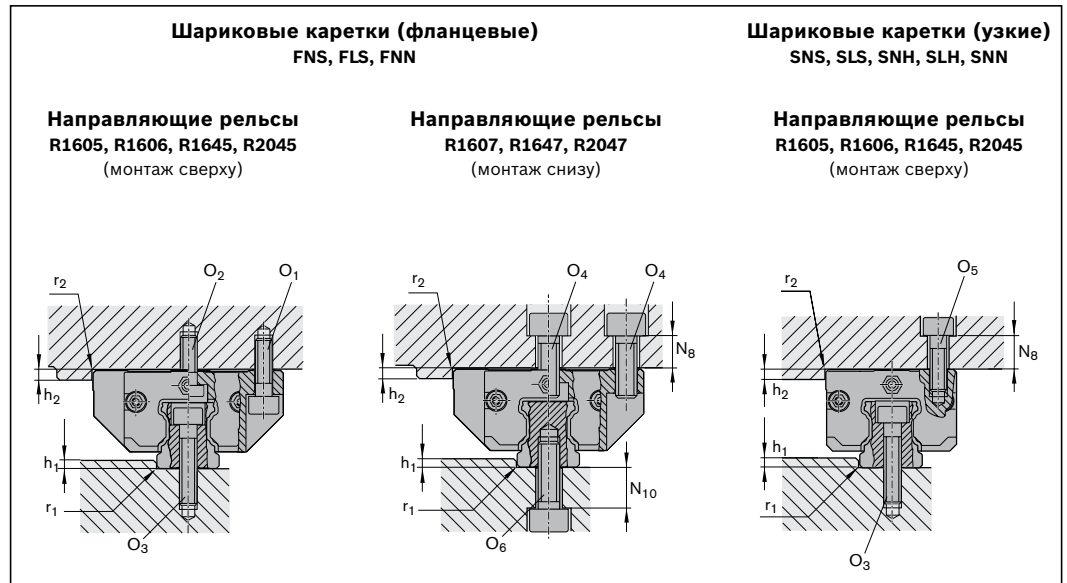 Шариковые каретки (фланцевые)
FNS, FLS, FNN
Шариковые каретки (узкие)
SNS, SLS, SNH, SLH, SNN
Направляющие рельсы
R1605, R1606, R1645, R2045
(монтаж сверху)
Направляющие рельсы
R1607, R1647, R2047
(монтаж снизу)
Направляющие рельсы
R1605, R1606, R1645, R2045
(монтаж сверху)
r2 O2 O1
h2
h1
r1
O3
r2 O4 O4
N8
h2
h1
r1
N10
O6
r2 O5
N8
h2
h1
r1
O3